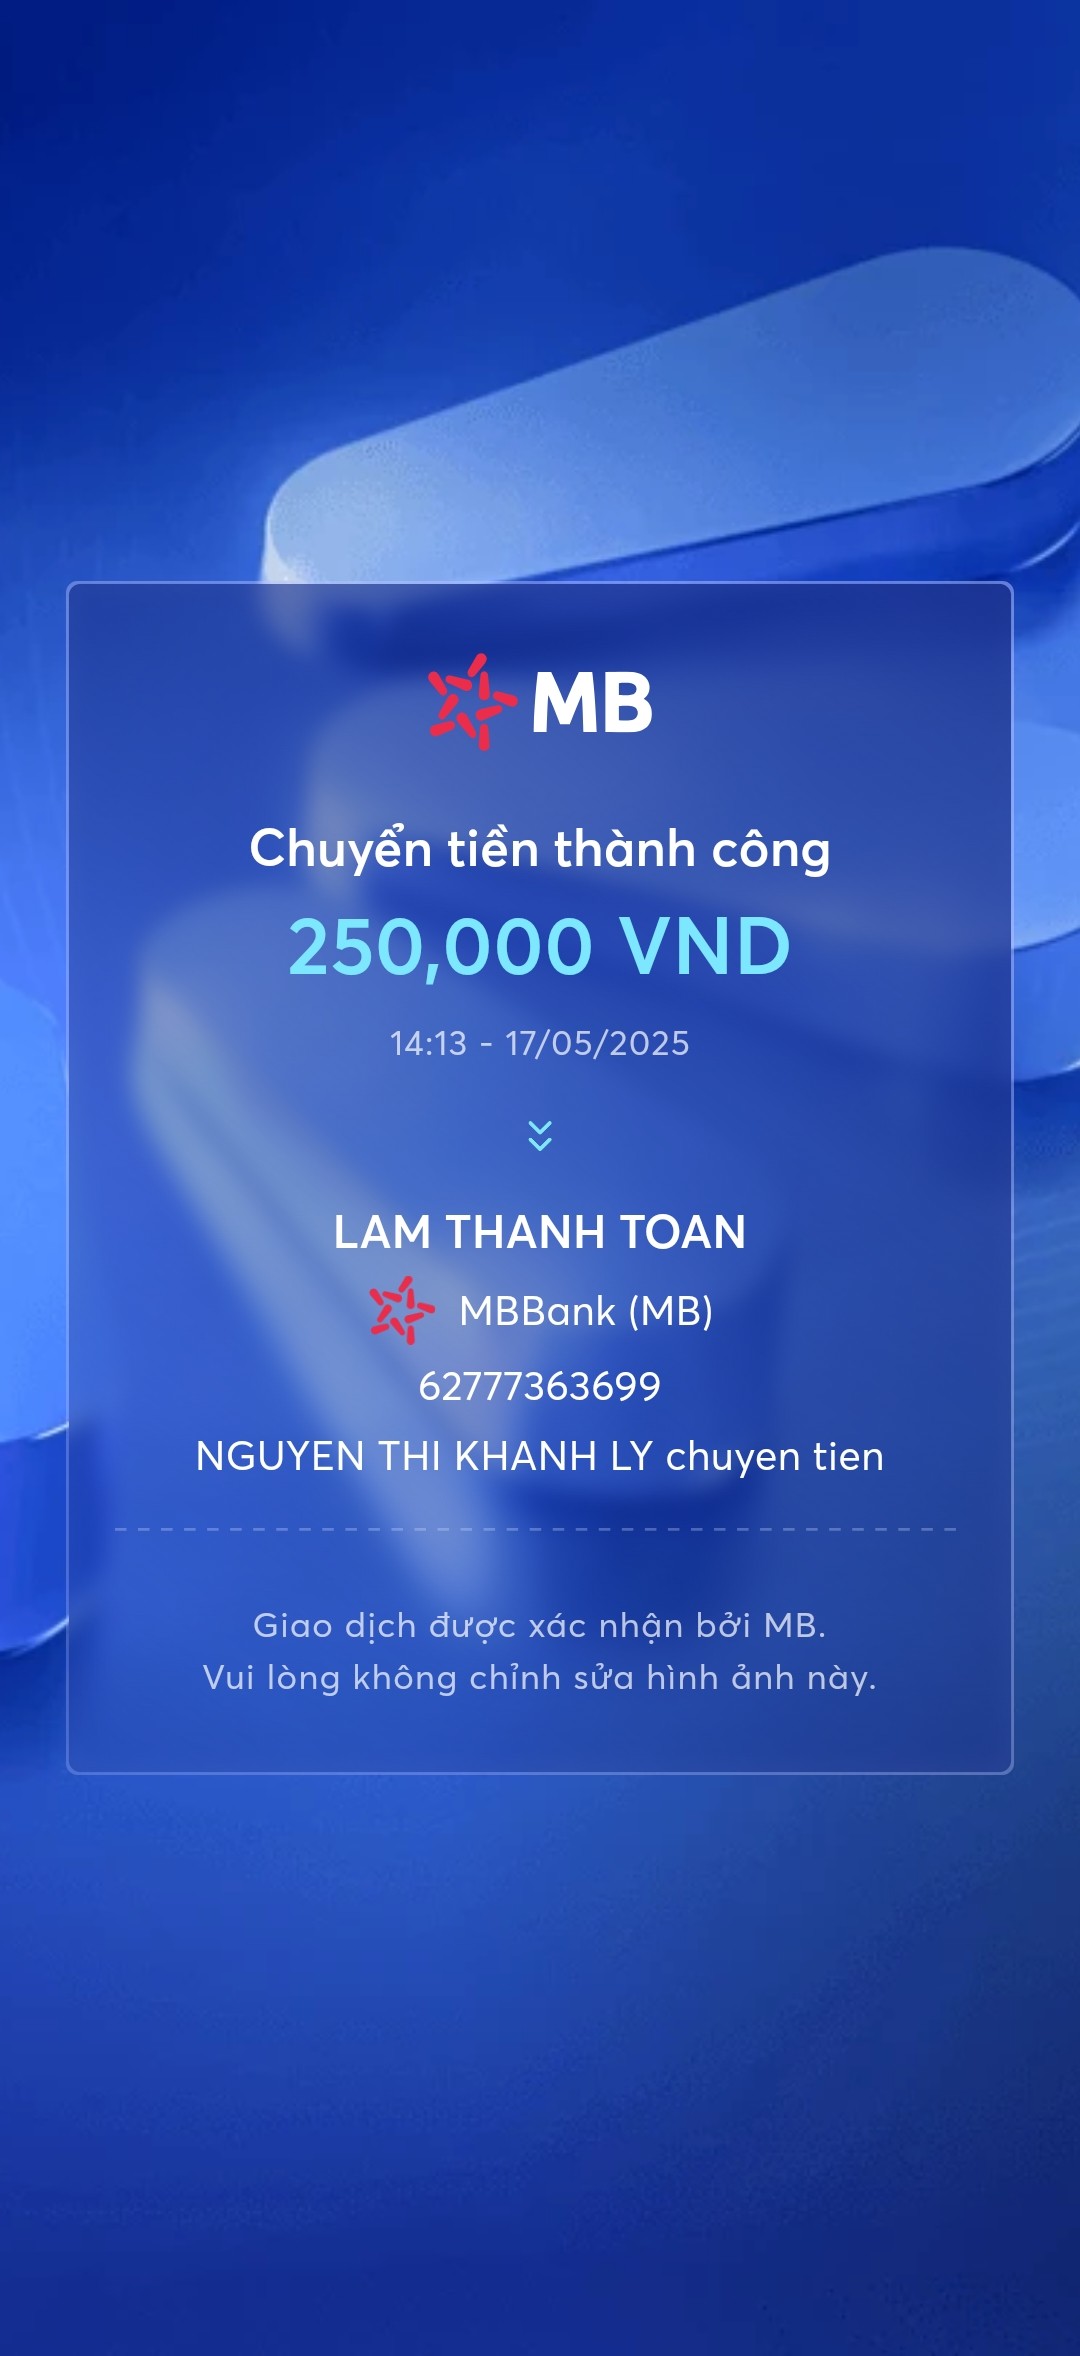 MB
Chuyển tiền thành công
250,000 VND
14:13 - 17/05/2025
LAM THANH TOAN
MBBank (MB)
62777363699
NGUYEN THI KHANH LY chuyen tien
Giao dịch được xác nhận bởi MB.
Vui lòng không chỉnh sửa hình ảnh này.